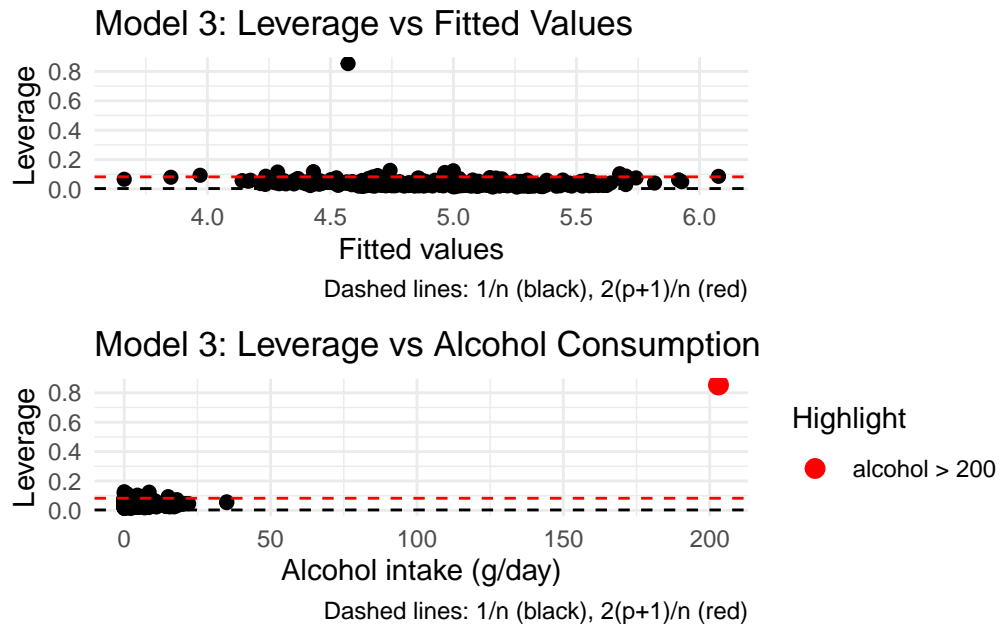 Model 3: Leverage vs Fitted Values
Leverage
0.8
0.6
0.4
0.2
0.0
4.0 4.5 5.0 5.5 6.0
Fitted values
Dashed lines: 1/n (black), 2(p+1)/n (red)
Model 3: Leverage vs Alcohol Consumption
Leverage
0.8
0.6
0.4
0.2
0.0
0 50 100 150 200
Alcohol intake (g/day)
Dashed lines: 1/n (black), 2(p+1)/n (red)
Highlight
alcohol > 200